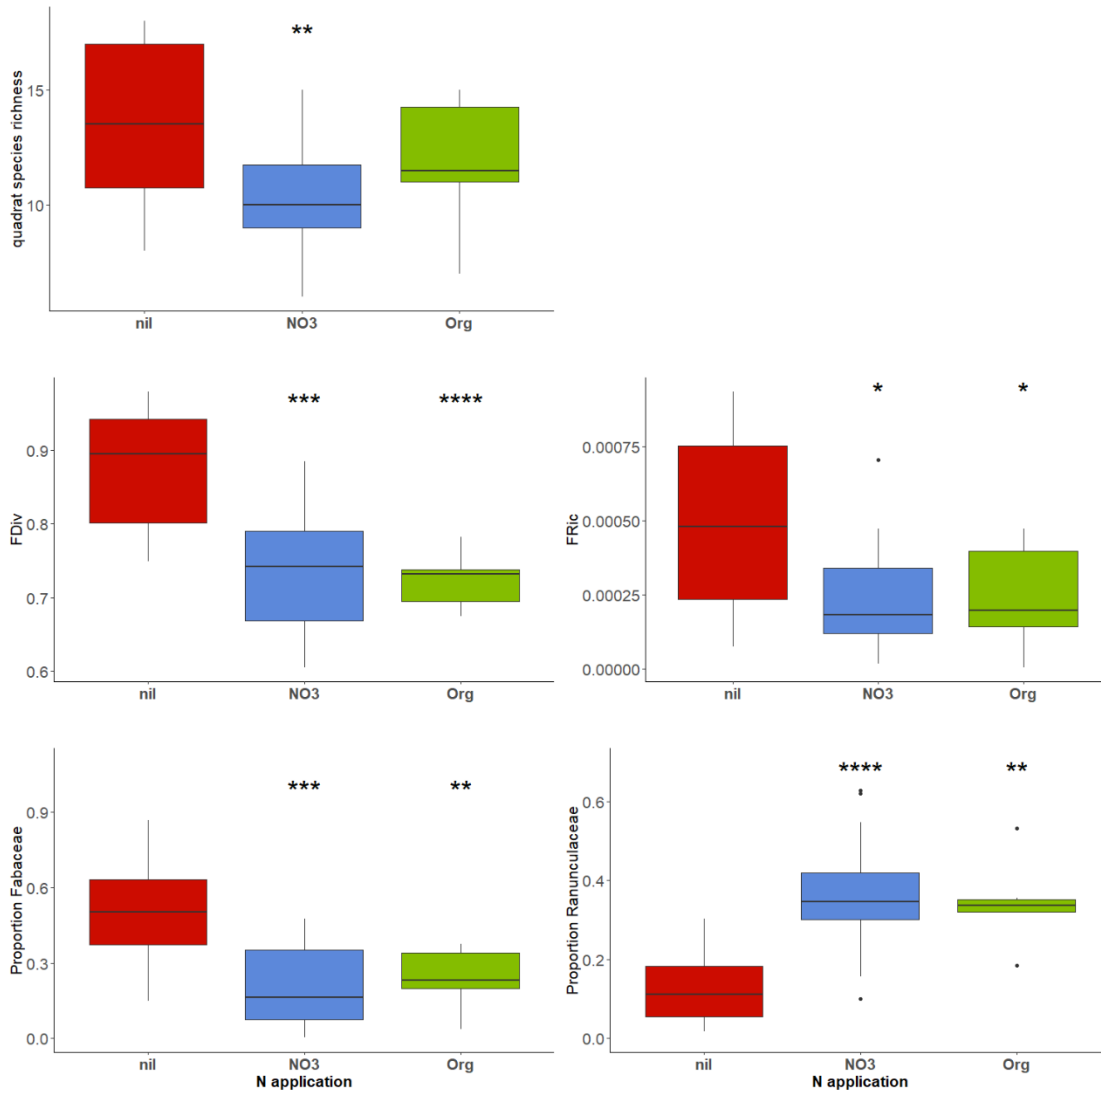 quadrat species richness
15
10
**
nil NO3 Org
FDiv
0.9
0.8
0.7
0.6
*** ****
nil NO3 Org
FRic
0.00075
0.00050
0.00025
0.00000
* *
nil NO3 Org
Proportion Fabaceae
0.9
0.6
0.3
0.0
*** **
nil NO3 Org
N application
Proportion Ranunculaceae
0.6
0.4
0.2
0.0
**** **
nil NO3 Org
N application